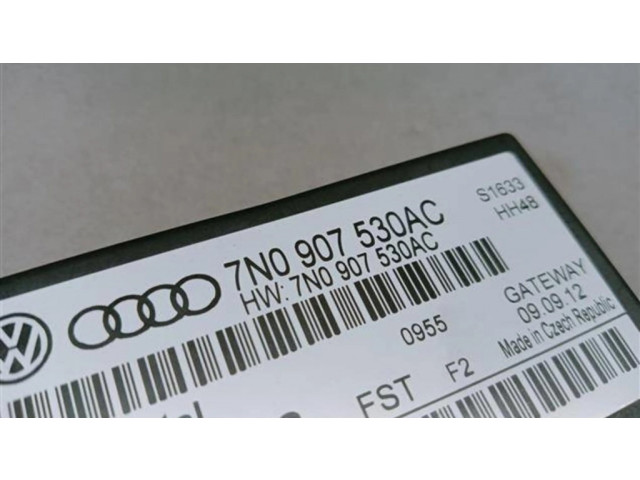 7N0 907 530AC
HW: 7N0 907 530AC
S1633
HH48
0955
GATEWAY
09.09.12
Made in Czech Republic
FST F2